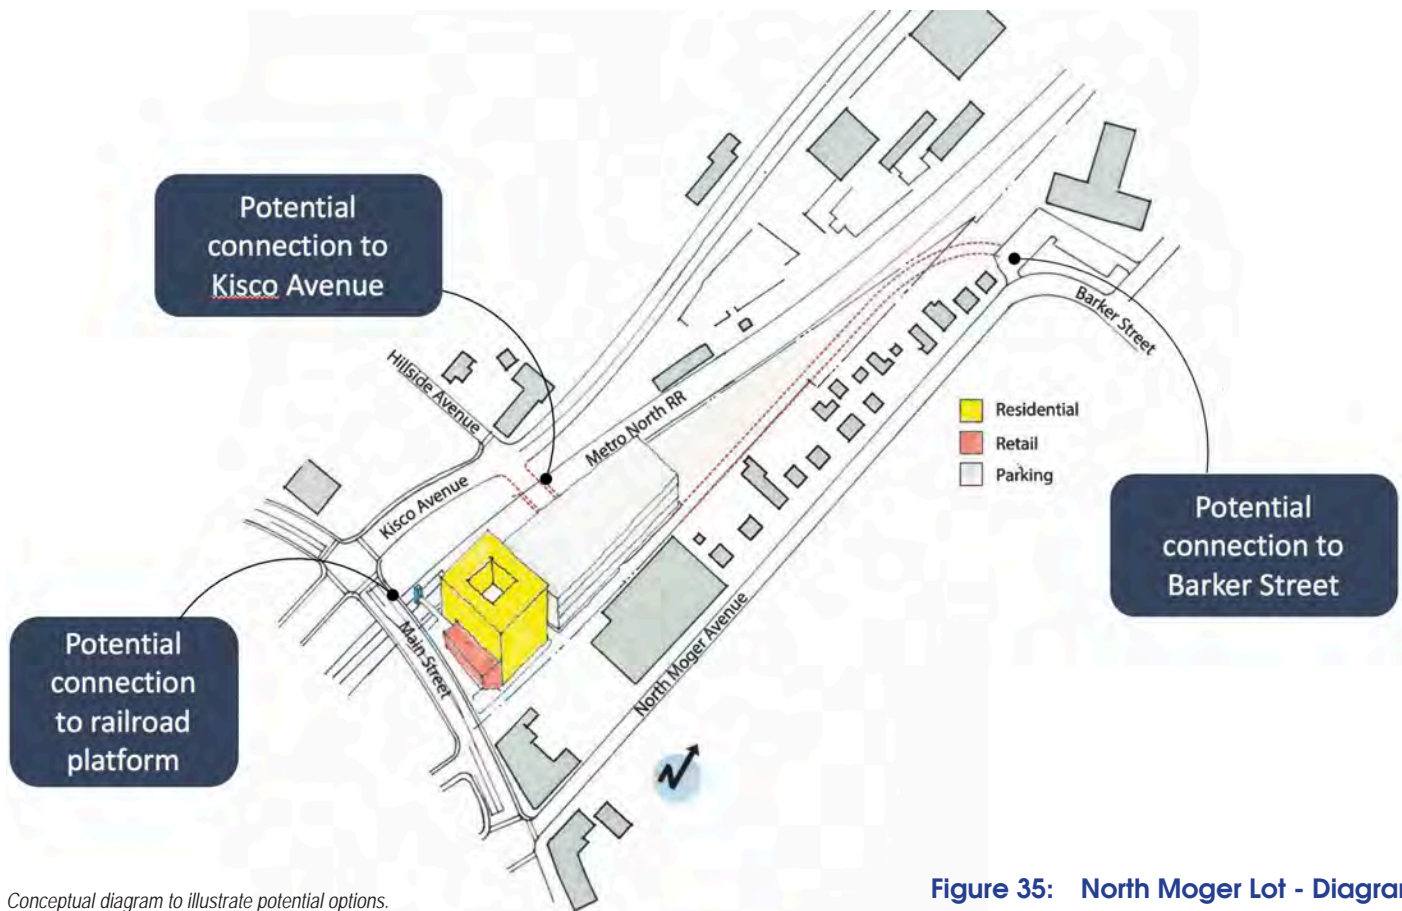 Potential
connection to
Kisco Avenue
Hillside Avenue
Metro North RR
Kisco Avenue
Barker Street
Residential
Retail
Parking
Potential
connection to
Barker Street
Potential
connection
to railroad
platform
Main Street
North Moger Avenue
N
Conceptual diagram to illustrate potential options.
Figure 35: North Moger Lot - Diagra